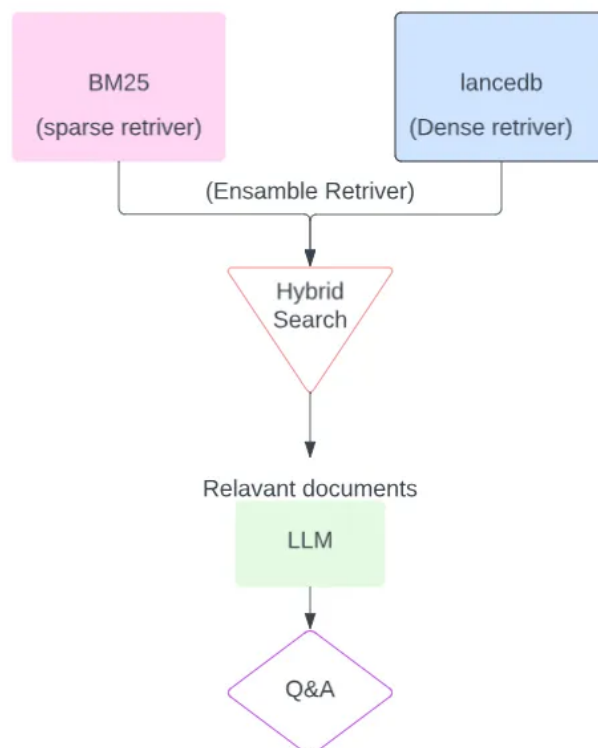 BM25
(sparse retriver)
lancedb
(Dense retriver)
(Ensamble Retriver)
Hybrid
Search
Relavant documents
LLM
Q&A